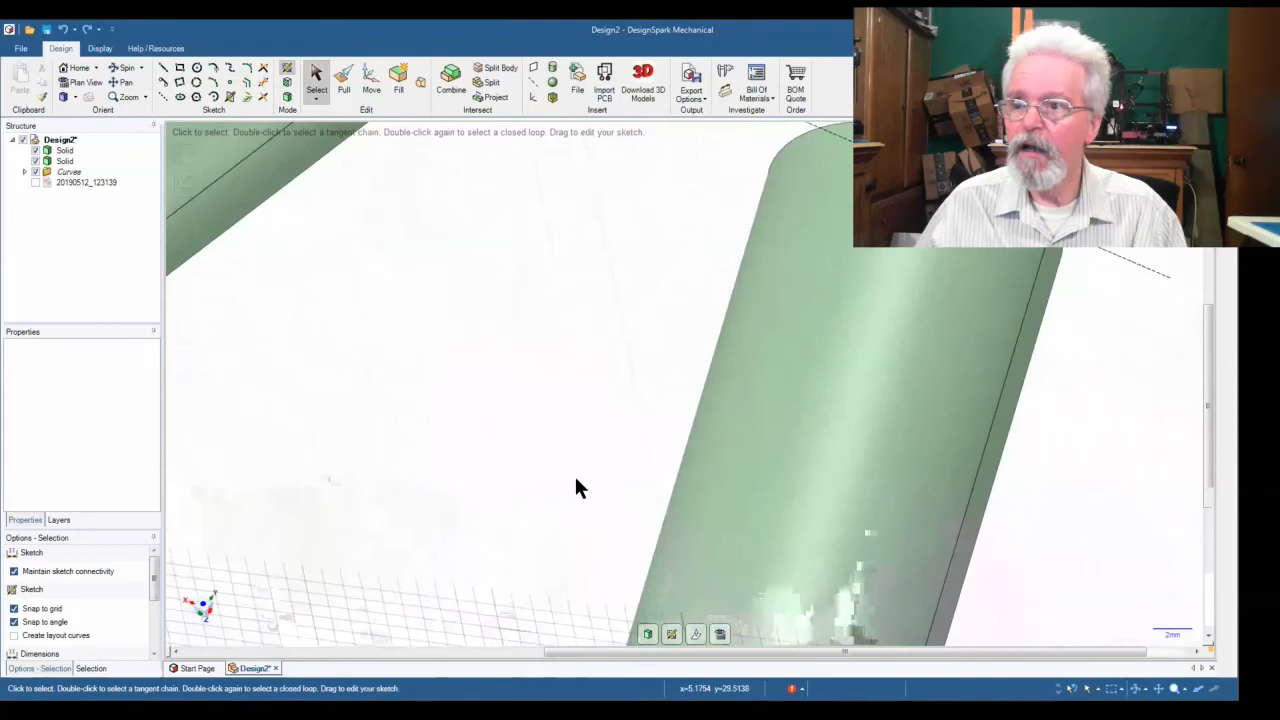 Design2 - DesignSpark Mechanical
File Design Display Help / Resources
Paste
Clipboard
Home Spin
Plan View Pan
Zoom
Orient
Sketch
Mode
Select Pull Move Fill
Edit
Combine
Split Body
Split
Project
Intersect
File
Import PCB
3D
Download 3D Models
Insert
Export Options
Output
Bill Of Materials
Investigate
BOM Quote
Order
Structure
Design2*
Solid
Solid
Curves
20190512_123139
Click to select. Double-click to select a tangent chain. Double-click again to select a closed loop. Drag to edit your sketch.
Properties
Properties Layers
Options - Selection
Sketch
Maintain sketch connectivity
Sketch
Snap to grid
Snap to angle
Create layout curves
Dimensions
Options - Selection Selection
X
Y
Z
2mm
Start Page Design2*
Click to select. Double-click to select a tangent chain. Double-click again to select a closed loop. Drag to edit your sketch.
x=5.1754 y=29.5138